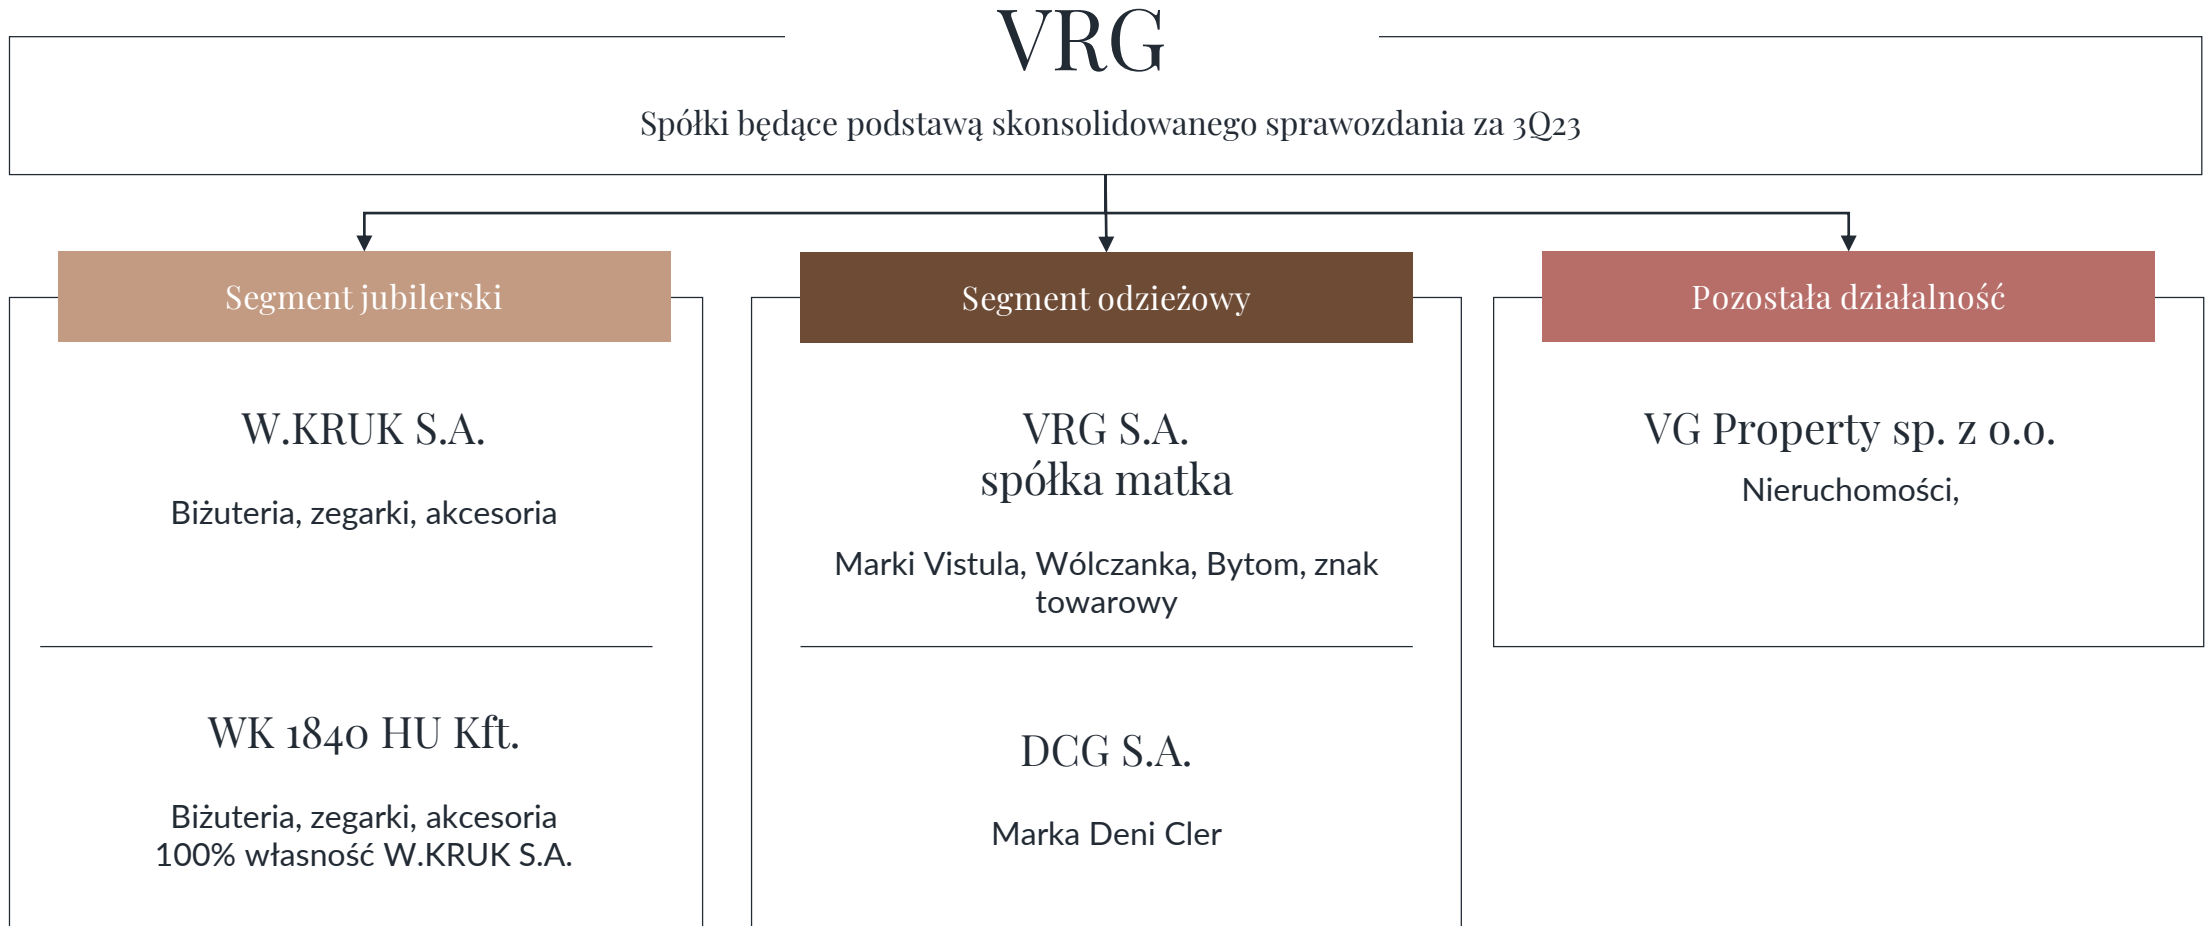 VRG
Spółki będące podstawą skonsolidowanego sprawozdania za 3Q23
Segment jubilerski
W.KRUK S.A.
Biżuteria, zegarki, akcesoria
WK 1840 HU Kft.
Biżuteria, zegarki, akcesoria
100% własność W.KRUK S.A.
Segment odzieżowy
VRG S.A.
spółka matka
Marki Vistula, Wólczanka, Bytom, znak
towarowy
DCG S.A.
Marka Deni Cler
Pozostała działalność
VG Property sp. z o.o.
Nieruchomości,